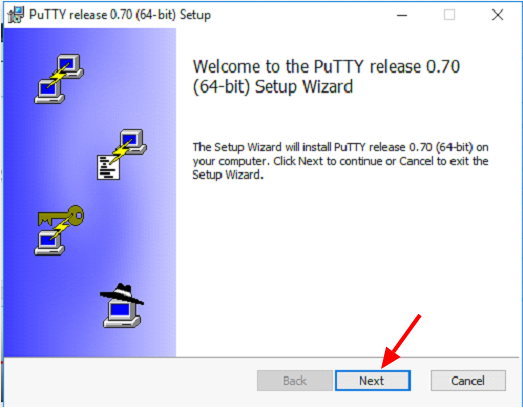 PuTTY release 0.70 (64-bit) Setup
Welcome to the PuTTY release 0.70
(64-bit) Setup Wizard
The Setup Wizard will install PuTTY release 0.70 (64-bit) on
your computer. Click Next to continue or Cancel to exit the
Setup Wizard.
Back Next Cancel